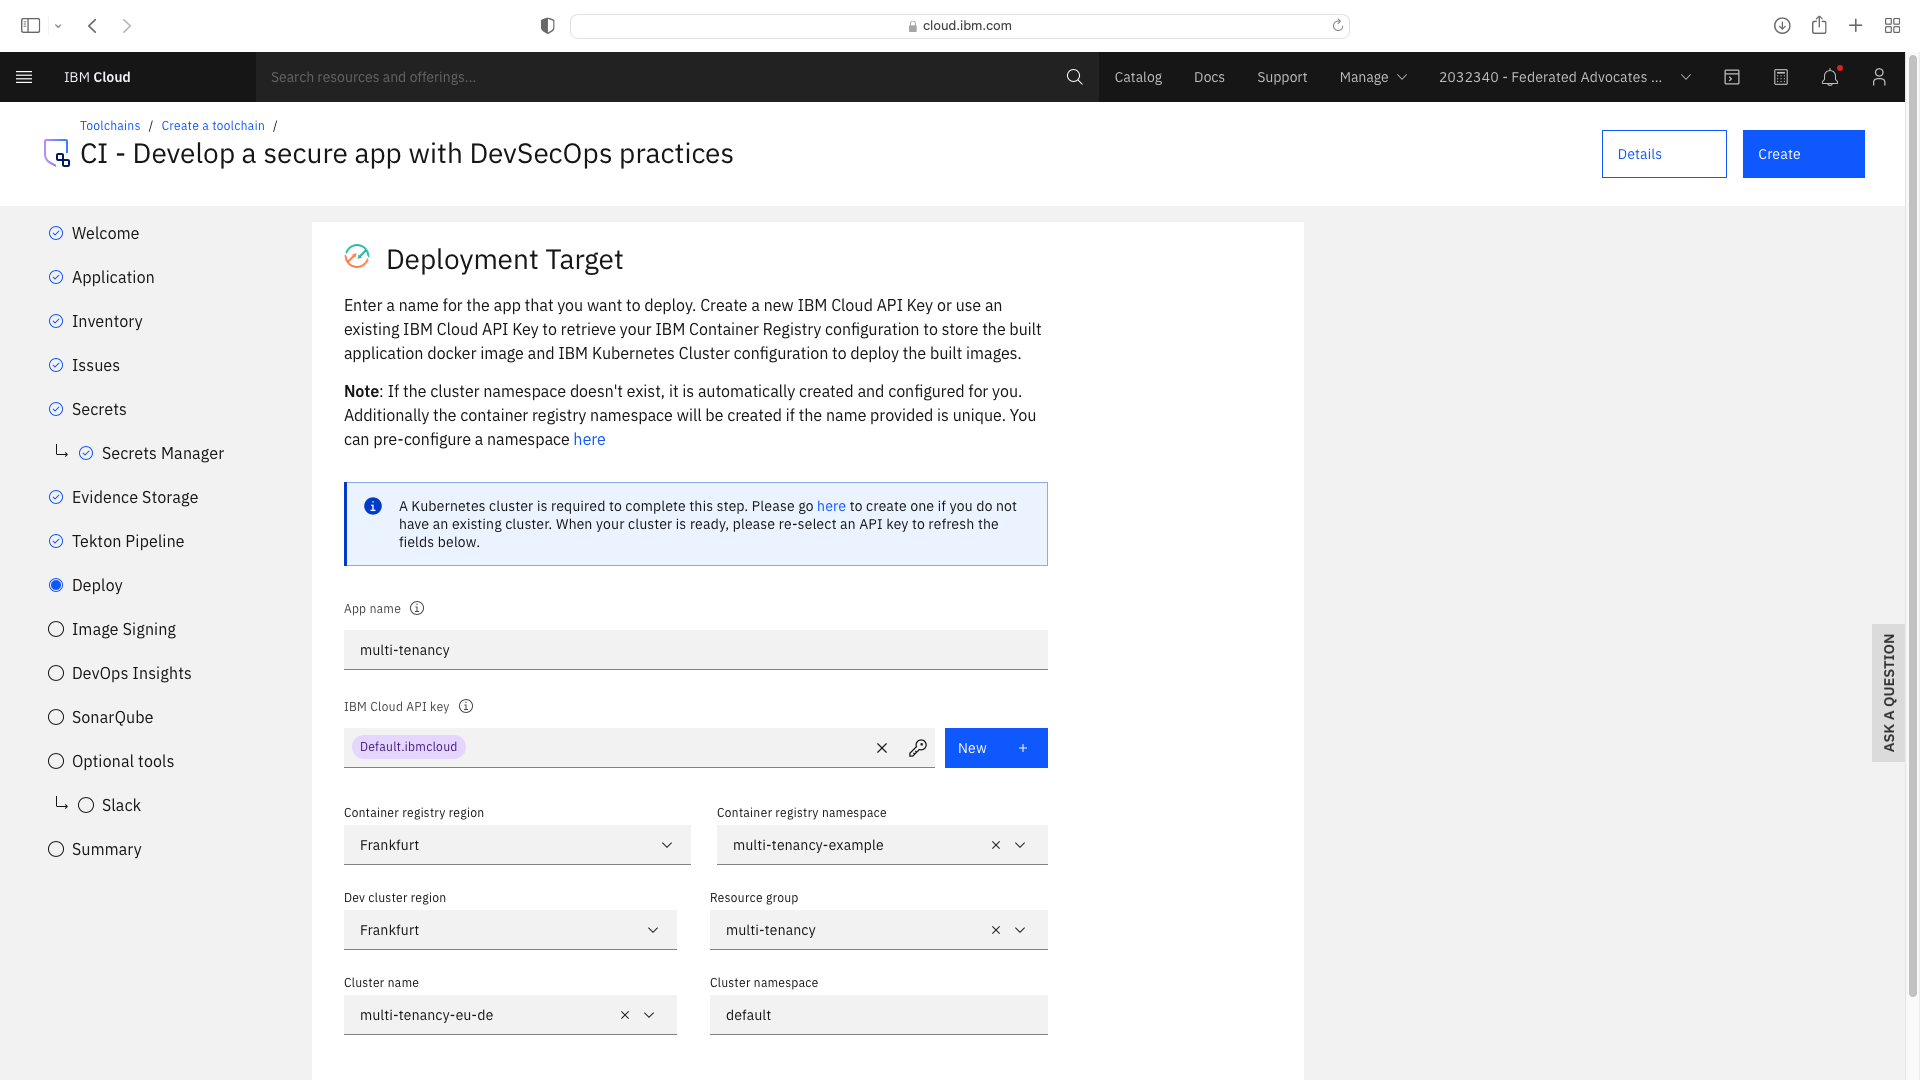 cloud.ibm.com
IBM Cloud
Search resources and offerings...
Catalog
Docs
Support
Manage
2032340 - Federated Advocates ...
Toolchains / Create a toolchain /
CI - Develop a secure app with DevSecOps practices
Details
Create
Welcome
Application
Inventory
Issues
Secrets
Secrets Manager
Evidence Storage
Tekton Pipeline
Deploy
Image Signing
DevOps Insights
SonarQube
Optional tools
Slack
Summary
Deployment Target
Enter a name for the app that you want to deploy. Create a new IBM Cloud API Key or use an
existing IBM Cloud API Key to retrieve your IBM Container Registry configuration to store the built
application docker image and IBM Kubernetes Cluster configuration to deploy the built images.
Note: If the cluster namespace doesn't exist, it is automatically created and configured for you.
Additionally the container registry namespace will be created if the name provided is unique. You
can pre-configure a namespace here
A Kubernetes cluster is required to complete this step. Please go here to create one if you do not
have an existing cluster. When your cluster is ready, please re-select an API key to refresh the
fields below.
App name
multi-tenancy
IBM Cloud API key
Default.ibmcloud
New +
Container registry region
Frankfurt
Container registry namespace
multi-tenancy-example
Dev cluster region
Frankfurt
Resource group
multi-tenancy
Cluster name
multi-tenancy-eu-de
Cluster namespace
default
ASK A QUESTION